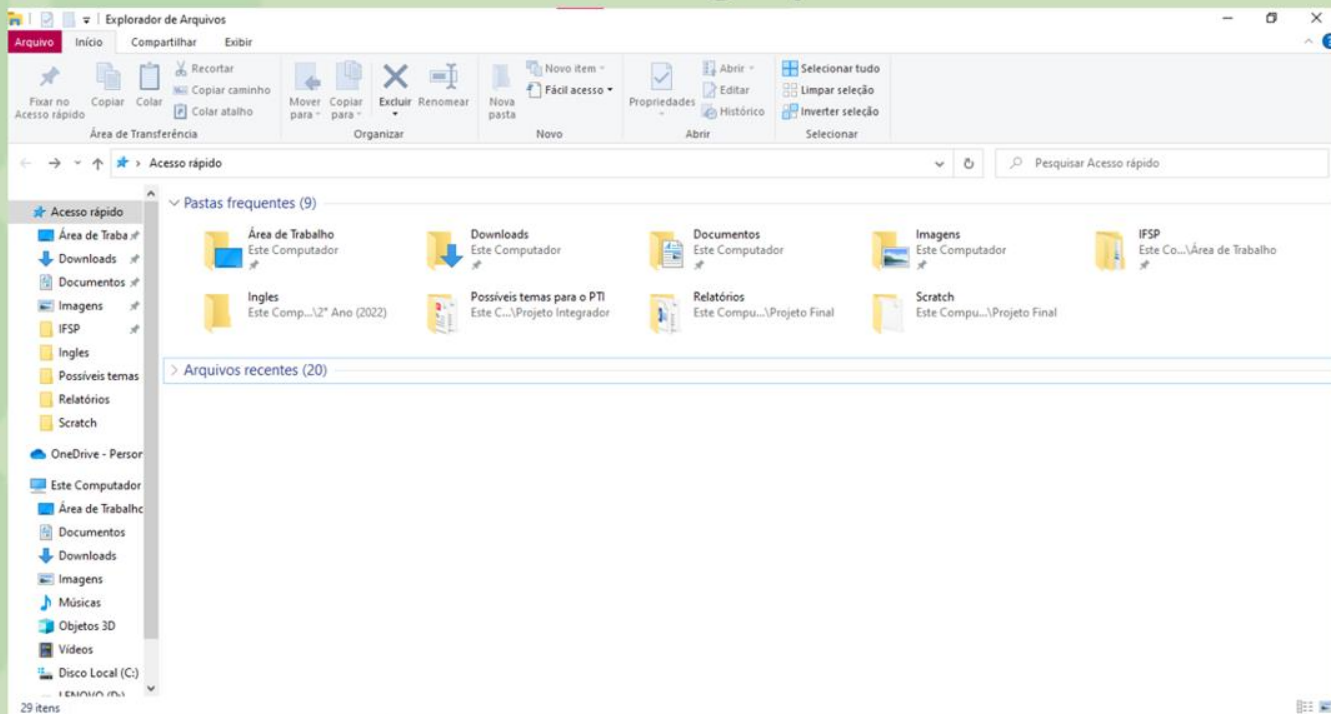 Explorador de Arquivos
Arquivo Início Compartilhar Exibir
Fixar no Acesso rápido
Copiar
Colar
Recortar
Copiar caminho
Colar atalho
Área de Transferência
Mover para
Copiar para
Excluir
Renomear
Organizar
Nova pasta
Novo item
Fácil acesso
Novo
Propriedades
Abrir
Editar
Histórico
Abrir
Selecionar tudo
Limpar seleção
Inverter seleção
Selecionar
Acesso rápido
Pesquisar Acesso rápido
Acesso rápido
Área de Traba
Downloads
Documentos
Imagens
IFSP
Ingles
Possíveis temas
Relatórios
Scratch
OneDrive - Person
Este Computador
Área de Trabalho
Documentos
Downloads
Imagens
Músicas
Objetos 3D
Vídeos
Disco Local (C:)
LENOVO (D:)
Pastas frequentes (9)
Área de Trabalho
Este Computador
Downloads
Este Computador
Documentos
Este Computador
Imagens
Este Computador
IFSP
Este Co...\Área de Trabalho
Ingles
Este Comp...\2° Ano (2022)
Possíveis temas para o PTI
Este C...\Projeto Integrador
Relatórios
Este Compu...\Projeto Final
Scratch
Este Compu...\Projeto Final
Arquivos recentes (20)
29 itens